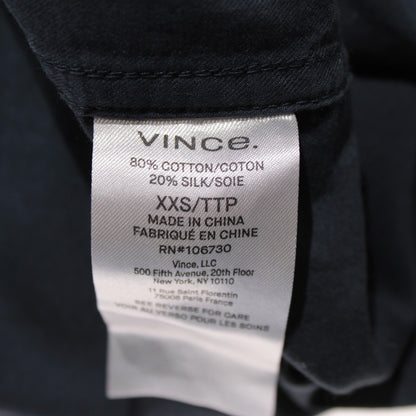 VINCE.
80% COTTON/COTON
20% SILK/SOIE
XXS/TTP
MADE IN CHINA
FABRIQUÉ EN CHINE
RN#106730
Vince, LLC
500 Fifth Avenue, 20th Floor
New York, NY 10110
11 Rue Saint Florentin
75008 Paris France
SEE REVERSE FOR CARE
AU VERSO POUR LES SOINS